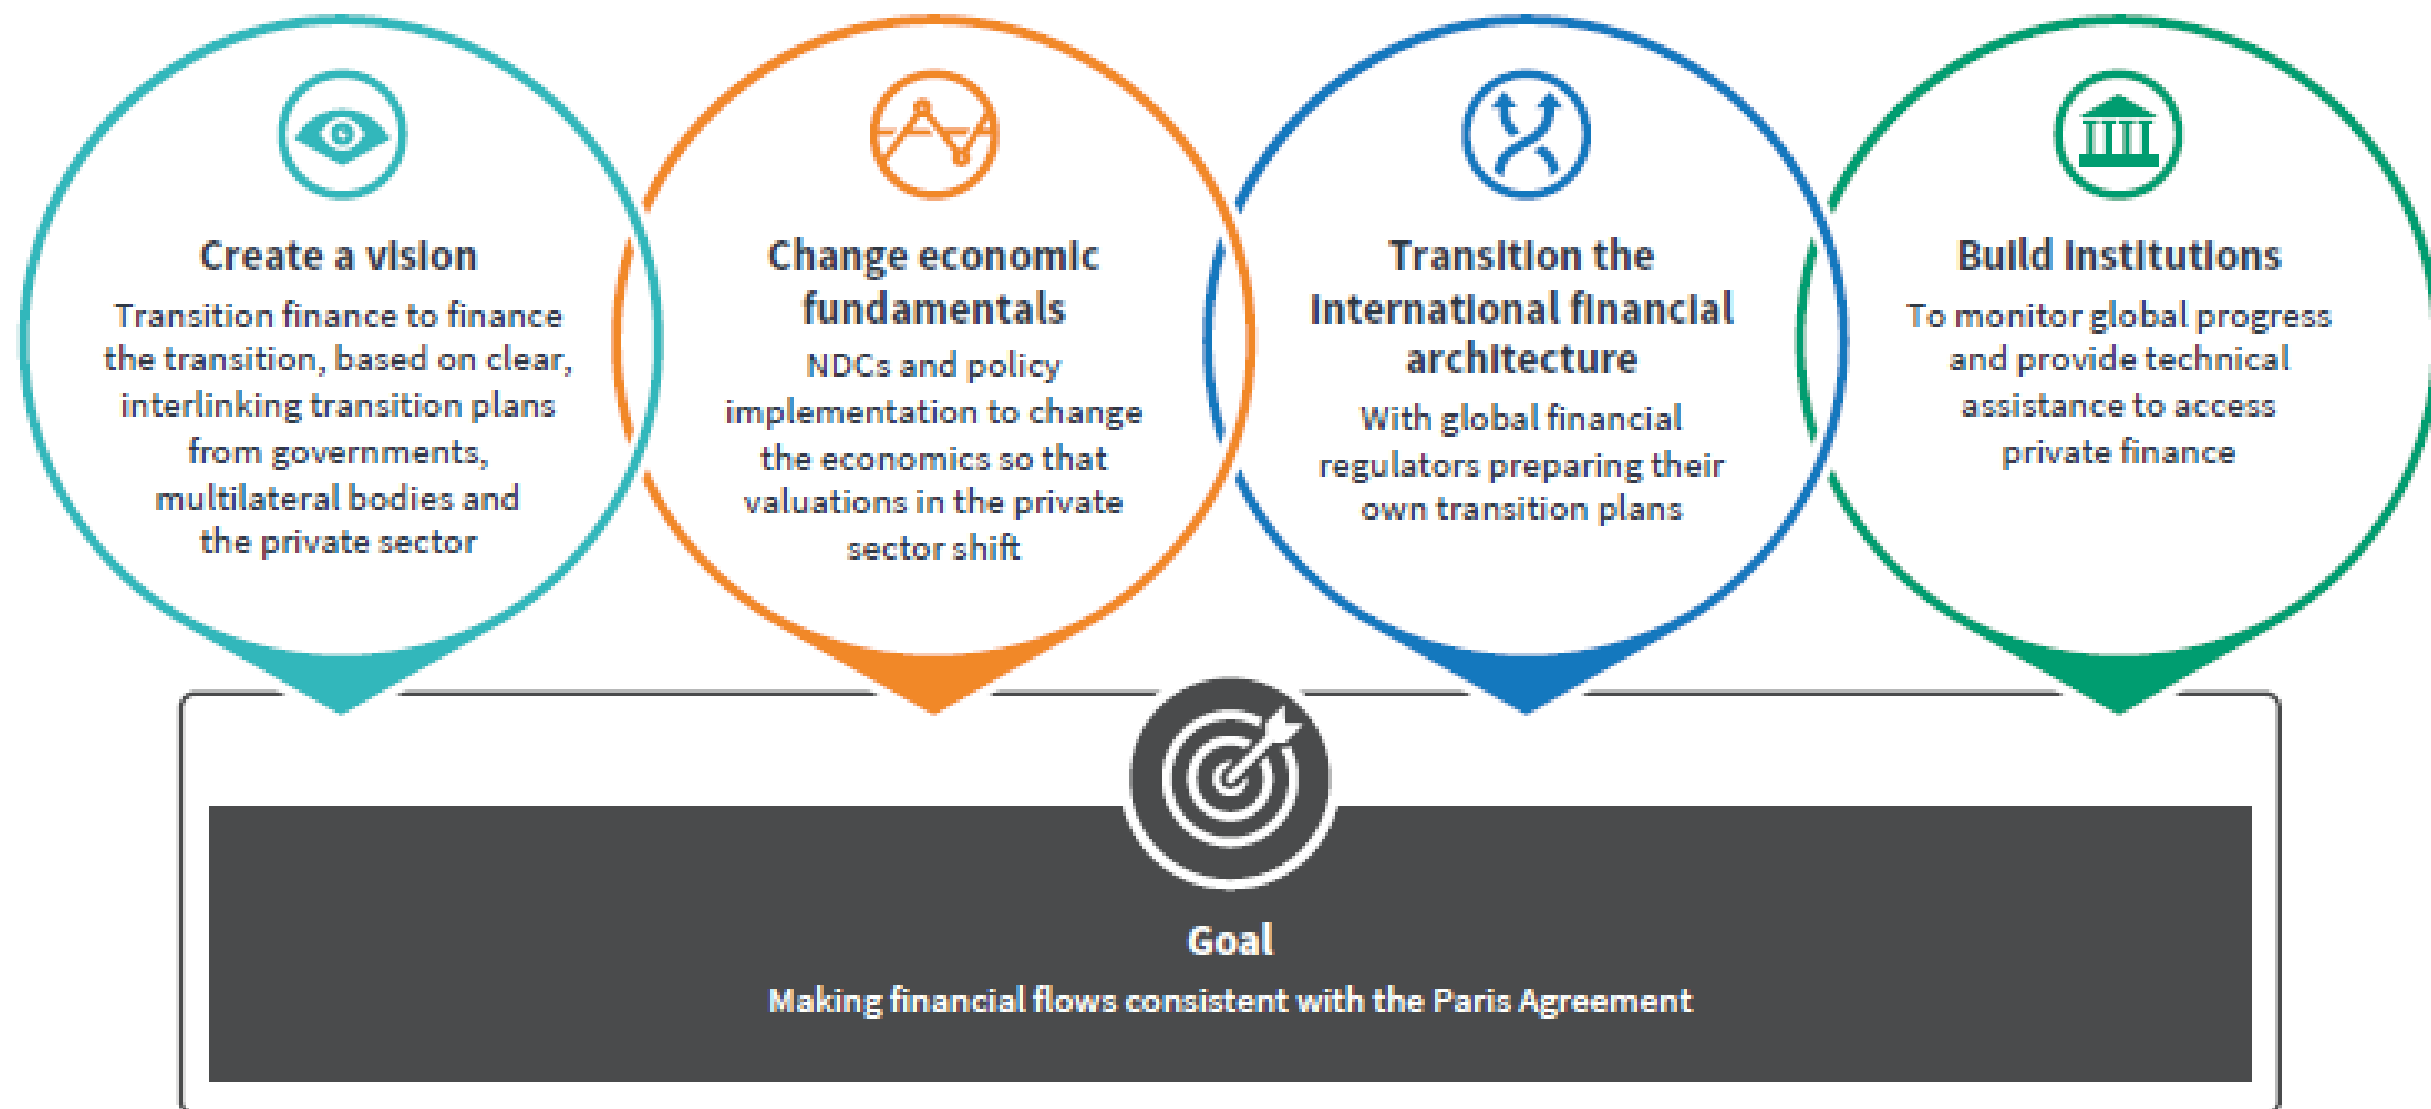 Create a vision
Transition finance to finance
the transition, based on clear,
interlinking transition plans
from governments,
multilateral bodies and
the private sector
Change economic
fundamentals
NDCs and policy
implementation to change
the economics so that
valuations in the private
sector shift
Transition the
international financial
architecture
With global financial
regulators preparing their
own transition plans
Build institutions
To monitor global progress
and provide technical
assistance to access
private finance
Goal
Making financial flows consistent with the Paris Agreement